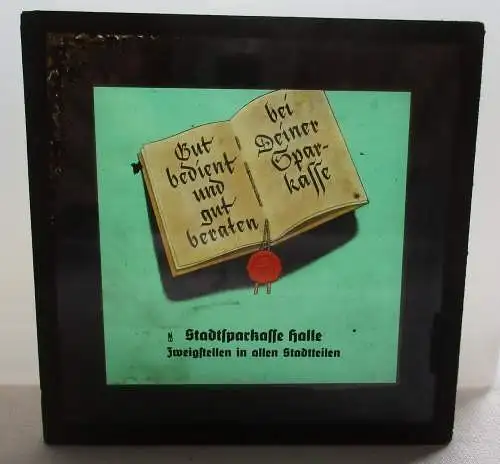 Gut
bedient
und
gut
beraten
bei
Deiner
Spar-
kaſſe
Stadtſparkaſſe Halle
Zweigſtellen in allen Stadtteilen